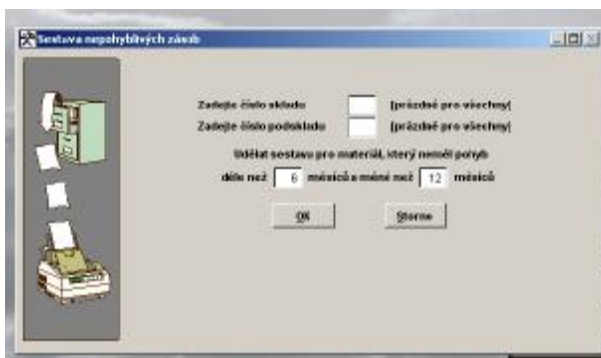 Sestava nepohyblivých zásob
Zadejte číslo skladu [prázdné pro všechny]
Zadejte číslo podskladu [prázdné pro všechny]
Udělat sestavu pro materiál, který neměl pohyb
déle než 6 měsíců a méně než 12 měsíců
OK Storno